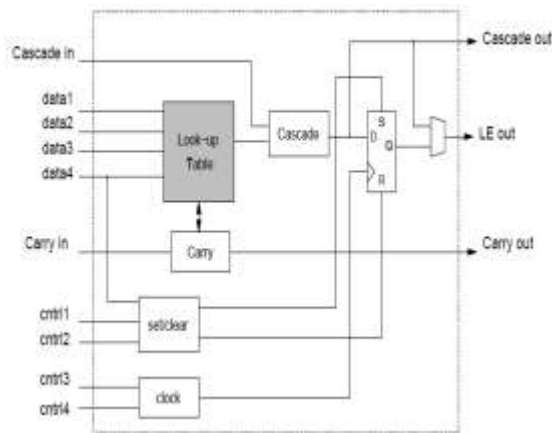 Cascade out
Cascade in
data1
data2
data3
data4
Look-up
Table
Cascade
S
D
Q
R
LE out
Carry in
Carry
Carry out
cntrl1
cntrl2
set/clear
cntrl3
cntrl4
clock